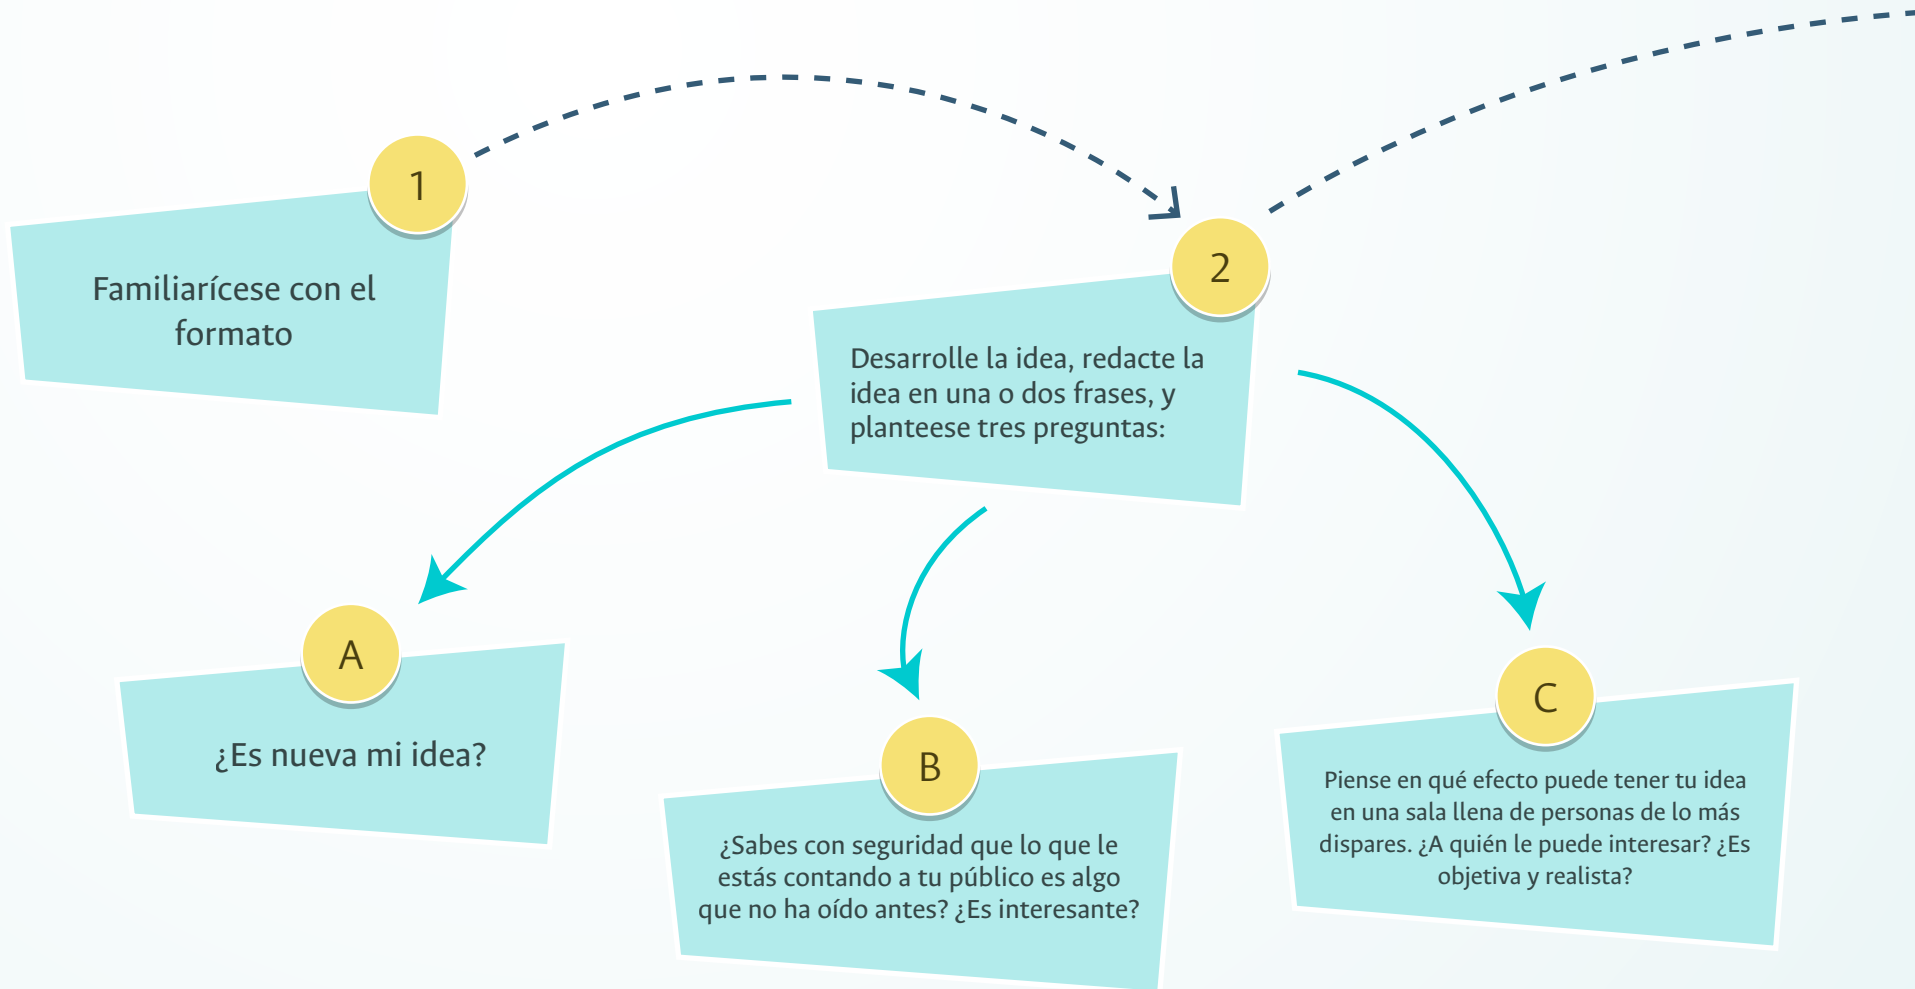 1
Familiarícese con el
formato
2
Desarrolle la idea, redacte la
idea en una o dos frases, y
planteese tres preguntas:
A
¿Es nueva mi idea?
B
¿Sabes con seguridad que lo que le
estás contando a tu público es algo
que no ha oído antes? ¿Es interesante?
C
Piense en qué efecto puede tener tu idea
en una sala llena de personas de lo más
dispares. ¿A quién le puede interesar? ¿Es
objetiva y realista?